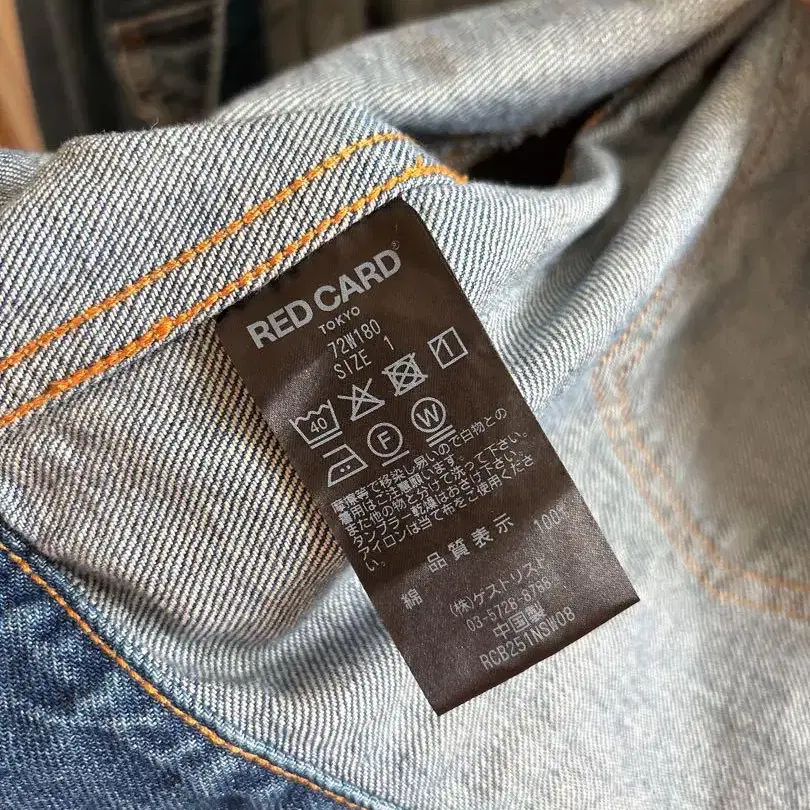 RED CARD®
TOKYO
72W180
SIZE 1
40
F W
摩擦等で移染し易いので白物との
着用はご注意願います。
また他の物と分けて洗って下さい。
タンブラー乾燥はおさけ下さい。
アイロンは当て布をご使用くださ
い。
品質表示
綿 100%
(株)ゲストリスト
03-5728-8788
中国製
RCB251NSW08